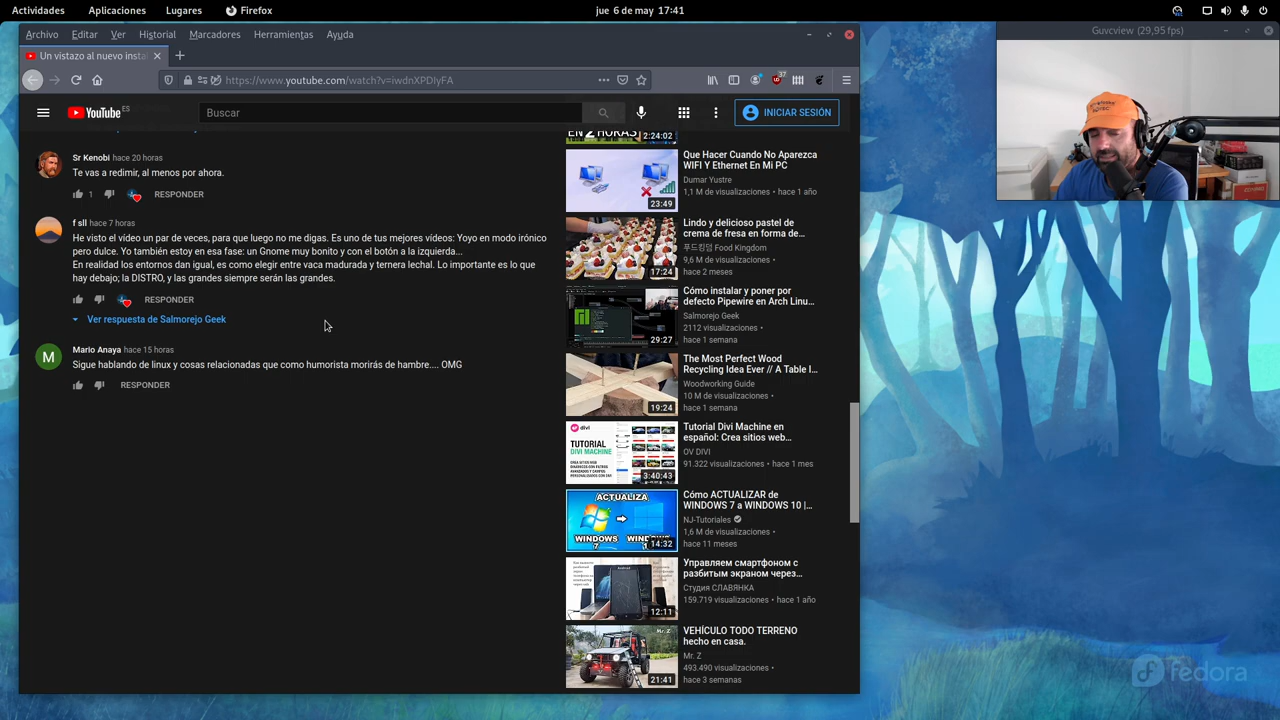 Actividades Aplicaciones Lugares Firefox jue 6 de may 17:41
Archivo Editar Ver Historial Marcadores Herramientas Ayuda
Un vistazo al nuevo instal
https://www.youtube.com/watch?v=iwdnXPDIyFA
37
YouTube ES
Buscar
INICIAR SESIÓN
Sr Kenobi hace 20 horas
Te vas a redimir, al menos por ahora.
1 RESPONDER
f sll hace 7 horas
He visto el vídeo un par de veces, para que luego no me digas. Es uno de tus mejores vídeos: Yoyo en modo irónico
pero dulce. Yo también estoy en esa fase un Gnome muy bonito y con el botón a la izquierda...
En realidad los entornos dan igual, es como elegir entre vaca madurada y ternera lechal. Lo importante es lo que
hay debajo; la DISTRO, y las grandes siempre serán las grandes.
RESPONDER
Ver respuesta de Salmorejo Geek
M
Mario Anaya hace 15 horas
Sigue hablando de linux y cosas relacionadas que como humorista morirás de hambre.... OMG
RESPONDER
EN 2 HORAS
2:24:02
Que Hacer Cuando No Aparezca
WIFI Y Ethernet En Mi PC
Dumar Yustre
1,1 M de visualizaciones • hace 1 año
23:49
Lindo y delicioso pastel de
crema de fresa en forma de...
푸드킹덤 Food Kingdom
9,6 M de visualizaciones •
hace 2 meses
17:24
Cómo instalar y poner por
defecto Pipewire en Arch Linu...
Salmorejo Geek
2112 visualizaciones •
hace 1 semana
29:27
The Most Perfect Wood
Recycling Idea Ever // A Table I...
Woodworking Guide
10 M de visualizaciones •
hace 1 semana
19:24
divi
TUTORIAL
DIVI MACHINE
3:40:43
Tutorial Divi Machine en
español: Crea sitios web...
OV DIVI
91.322 visualizaciones • hace 1 mes
ACTUALIZA
WINDOWS
7
14:32
Cómo ACTUALIZAR de
WINDOWS 7 a WINDOWS 10 |...
NJ-Tutoriales
1,6 M de visualizaciones •
hace 11 meses
12:11
Управляем смартфоном с
разбитым экраном через...
Студия СЛАВЯНКА
159.719 visualizaciones • hace 1 año
Mr. Z
21:41
VEHÍCULO TODO TERRENO
hecho en casa.
Mr. Z
493.490 visualizaciones •
hace 3 semanas
Guvcview (29,95 fps)
fedora